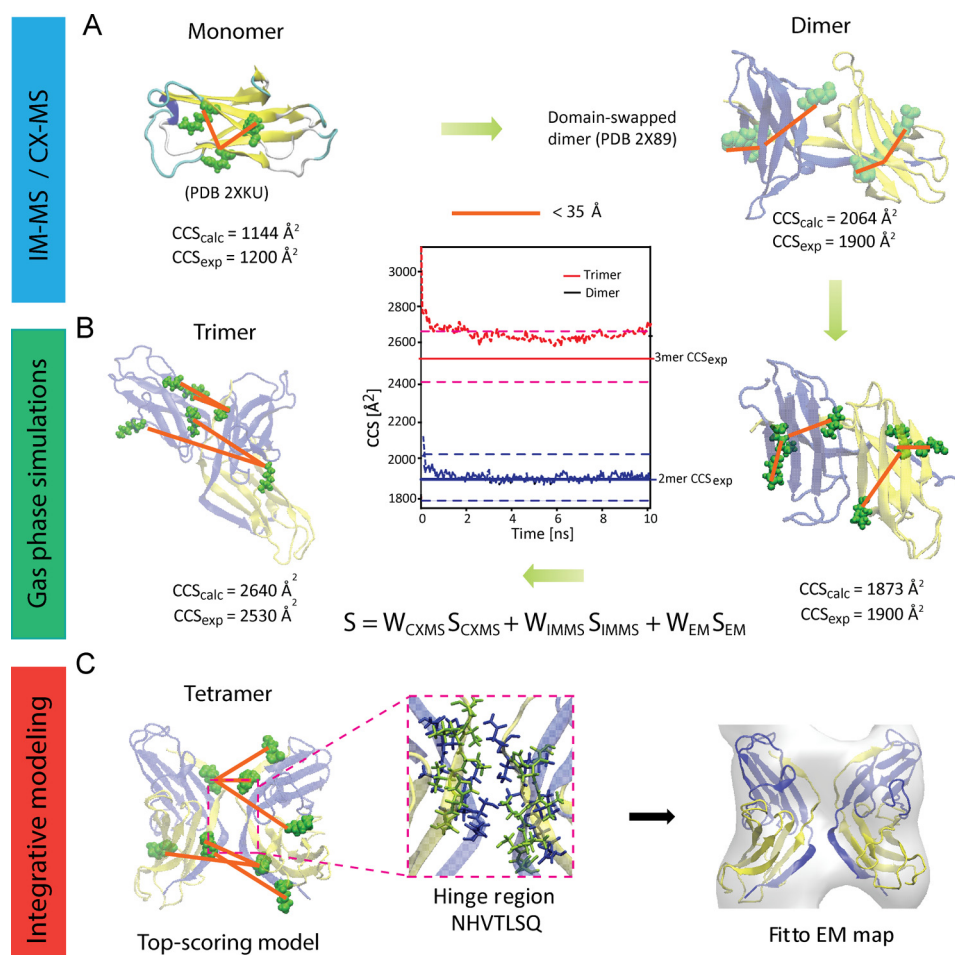 IM-MS / CX-MS
A
Monomer
(PDB 2XKU)
CCScalc = 1144 Å2
CCSexp = 1200 Å2
Domain-swapped
dimer (PDB 2X89)
< 35 Å
Dimer
CCScalc = 2064 Å2
CCSexp = 1900 Å2
Gas phase simulations
B
Trimer
CCScalc = 2640 Å2
CCSexp = 2530 Å2
CCS [Å2]
3000
2800
2600
2400
2200
2000
1800
Trimer
Dimer
3mer CCSexp
2mer CCSexp
0
2
4
6
8
10
Time [ns]
CCScalc = 1873 Å2
CCSexp = 1900 Å2
S = WCXMS SCXMS + WIMMS SIMMS + WEM SEM
Integrative modeling
C
Tetramer
Top-scoring model
Hinge region
NHVTLSQ
Fit to EM map